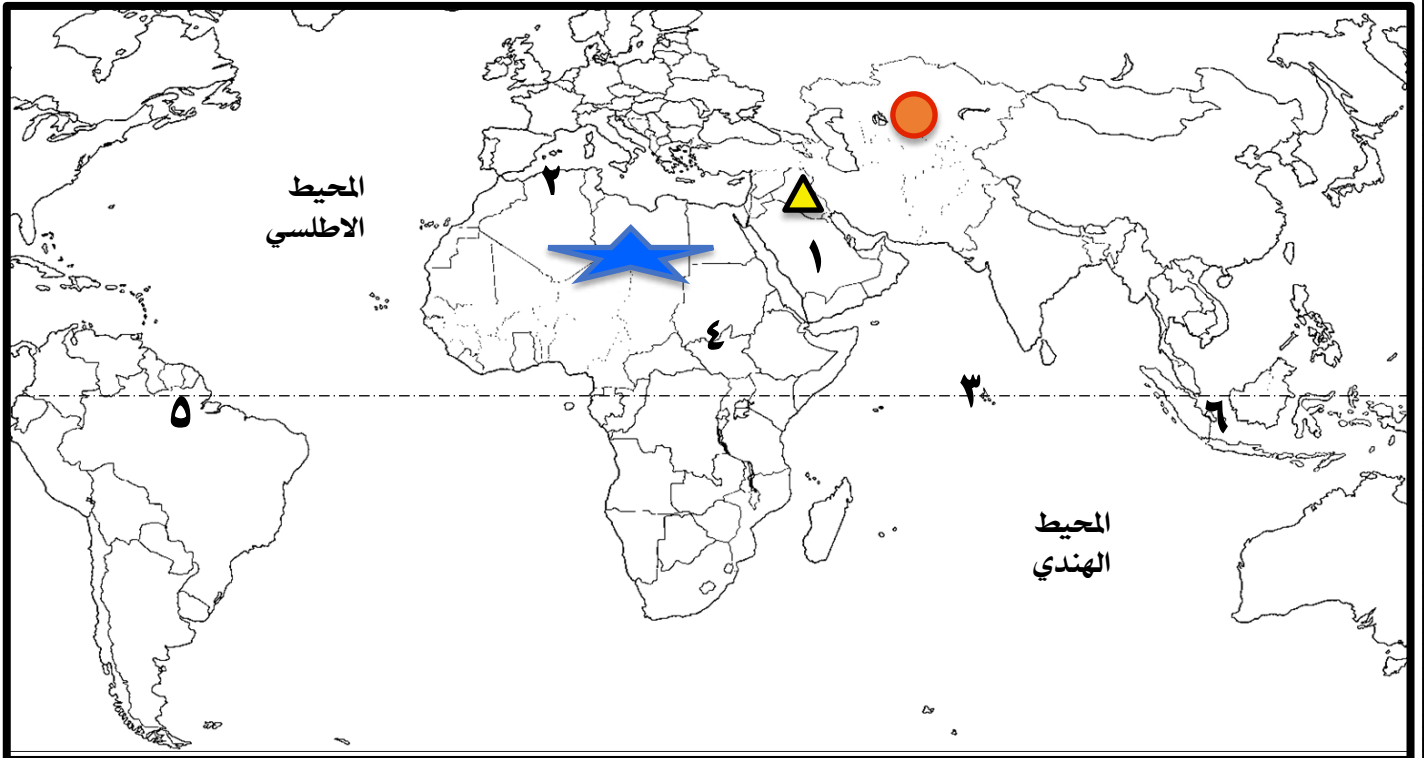 ٢
المحيط
الاطلسي
١
٤
٣
٥
٦
المحيط
الهندي